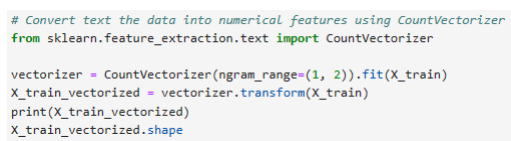 # Convert text the data into numerical features using CountVectorizer
from sklearn.feature_extraction.text import CountVectorizer
vectorizer = CountVectorizer(ngram_range=(1, 2)).fit(X_train)
X_train_vectorized = vectorizer.transform(X_train)
print(X_train_vectorized)
X_train_vectorized.shape